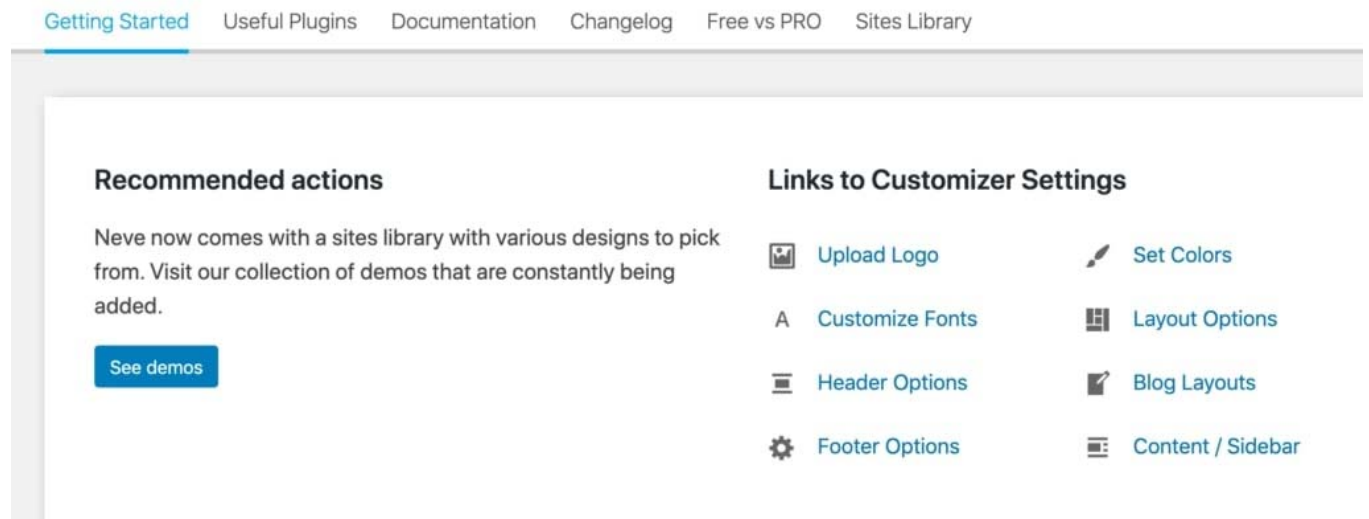 Getting Started Useful Plugins Documentation Changelog Free vs PRO Sites Library
Recommended actions
Neve now comes with a sites library with various designs to pick
from. Visit our collection of demos that are constantly being
added.
See demos
Links to Customizer Settings
Upload Logo Set Colors
Customize Fonts Layout Options
Header Options Blog Layouts
Footer Options Content / Sidebar